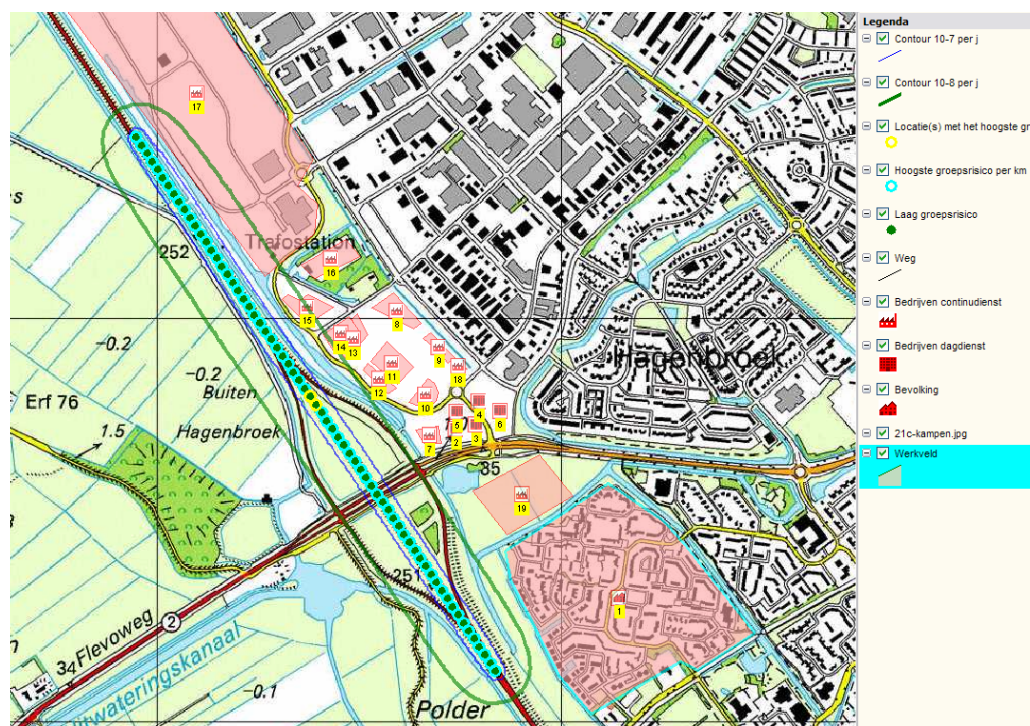 Legenda
Contour 10-7 per j
Contour 10-8 per j
Locatie(s) met het hoogste gr
Hoogste groepsrisico per km
Laag groepsrisico
Weg
Bedrijven continudienst
Bedrijven dagdienst
Bevolking
21c-kampen.jpg
Werkveld
17
s
252
Trafostation
16
15
8
-0.2
14
13
9
Hagenbroek
11
18
-0.2
12
Buiten
10
4
Erf 76
5
6
1.5
Hagenbroek
3
7
2
35
19
251
1
2
Flevoweg
34
Uitwateringskanaal
-0.1
Polder